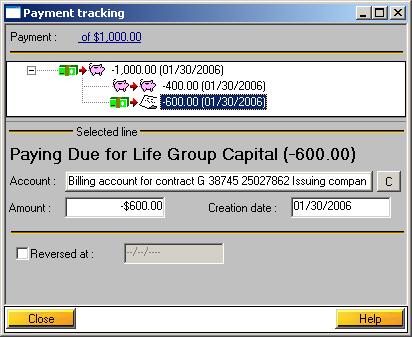 Payment tracking
Payment : of $1,000.00
-1,000.00 (01/30/2006)
-400.00 (01/30/2006)
-600.00 (01/30/2006)
Selected line
Paying Due for Life Group Capital (-600.00)
Account : Billing account for contract G 38745 25027862 Issuing compan C
Amount : -$600.00 Creation date : 01/30/2006
Reversed at : --/--/----
Close Help